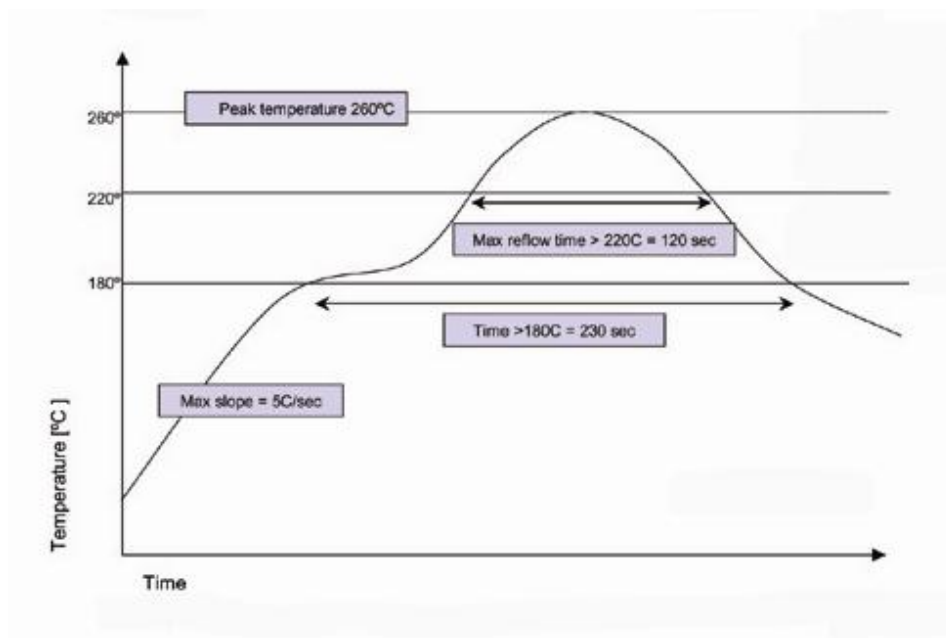 Peak temperature 260ºC
260º
220º
Max reflow time > 220C = 120 sec
180º
Time >180C = 230 sec
Max slope = 5C/sec
Temperature [ºC ]
Time